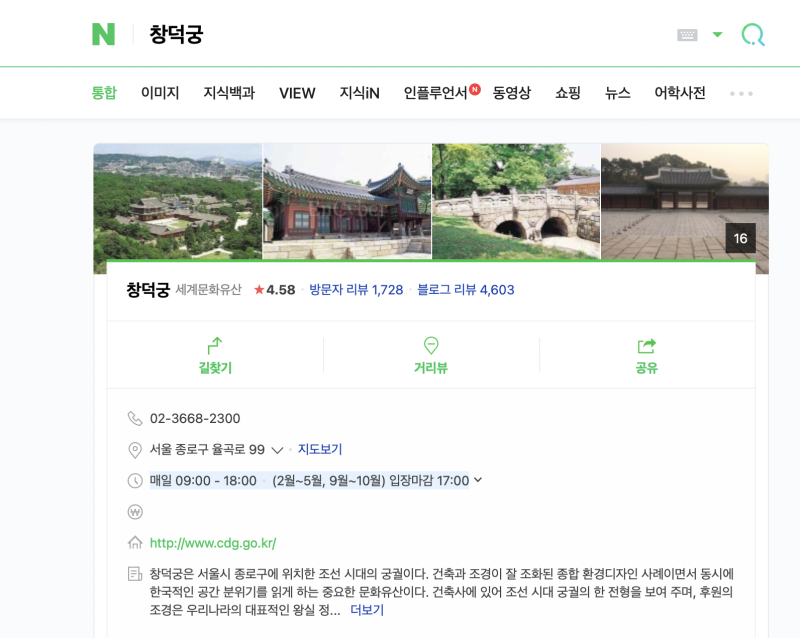 N 창덕궁
통합 이미지 지식백과 VIEW 지식iN 인플루언서 N 동영상 쇼핑 뉴스 어학사전
16
창덕궁 세계문화유산 ★4.58 · 방문자 리뷰 1,728 · 블로그 리뷰 4,603
길찾기 거리뷰 공유
02-3668-2300
서울 종로구 율곡로 99 · 지도보기
매일 09:00 - 18:00 · (2월~5월, 9월~10월) 입장마감 17:00
₩
http://www.cdg.go.kr/
창덕궁은 서울시 종로구에 위치한 조선 시대의 궁궐이다. 건축과 조경이 잘 조화된 종합 환경디자인 사례이면서 동시에
한국적인 공간 분위기를 읽게 하는 중요한 문화유산이다. 건축사에 있어 조선 시대 궁궐의 한 전형을 보여 주며, 후원의
조경은 우리나라의 대표적인 왕실 정... 더보기